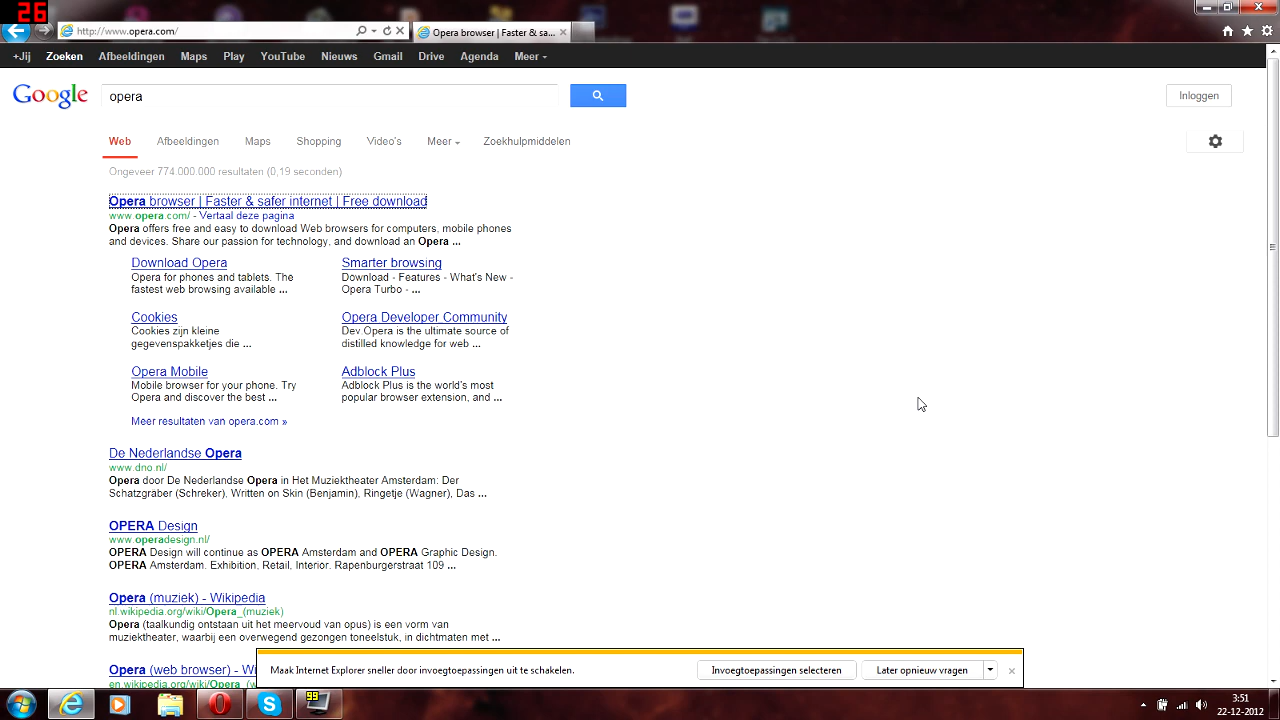 26
http://www.opera.com/
Opera browser | Faster & sa...
+Jij Zoeken Afbeeldingen Maps Play YouTube Nieuws Gmail Drive Agenda Meer
Google
opera
Inloggen
Web Afbeeldingen Maps Shopping Video's Meer Zoekhulpmiddelen
Ongeveer 774.000.000 resultaten (0,19 seconden)
Opera browser | Faster & safer internet | Free download
www.opera.com/ - Vertaal deze pagina
Opera offers free and easy to download Web browsers for computers, mobile phones
and devices. Share our passion for technology, and download an Opera ...
Download Opera
Opera for phones and tablets. The
fastest web browsing available ...
Smarter browsing
Download - Features - What's New -
Opera Turbo - ...
Cookies
Cookies zijn kleine
gegevenspakketjes die ...
Opera Developer Community
Dev.Opera is the ultimate source of
distilled knowledge for web ...
Opera Mobile
Mobile browser for your phone. Try
Opera and discover the best ...
Adblock Plus
Adblock Plus is the world's most
popular browser extension, and ...
Meer resultaten van opera.com »
De Nederlandse Opera
www.dno.nl/
Opera door De Nederlandse Opera in Het Muziektheater Amsterdam: Der
Schatzgräber (Schreker), Written on Skin (Benjamin), Ringetje (Wagner), Das ...
OPERA Design
www.operadesign.nl/
OPERA Design will continue as OPERA Amsterdam and OPERA Graphic Design.
OPERA Amsterdam. Exhibition, Retail, Interior. Rapenburgerstraat 109 ...
Opera (muziek) - Wikipedia
nl.wikipedia.org/wiki/Opera_(muziek)
Opera (taalkundig ontstaan uit het meervoud van opus) is een vorm van
muziektheater, waarbij een overwegend gezongen toneelstuk, in dichtmaten met ...
Opera (web browser) - Wi
en.wikipedia.org/wiki/Opera_(w
Maak Internet Explorer sneller door invoegtoepassingen uit te schakelen.
Invoegtoepassingen selecteren
Later opnieuw vragen
99
3:51
22-12-2012